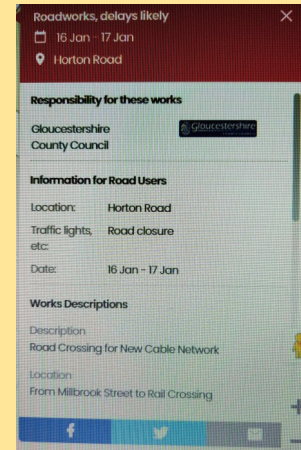 Roadworks, delays likely
16 Jan - 17 Jan
Horton Road
Responsibility for these works
Gloucestershire
County Council
Gloucestershire
Information for Road Users
Location: Horton Road
Traffic lights, Road closure
etc:
Date: 16 Jan - 17 Jan
Works Descriptions
Description
Road Crossing for New Cable Network
Location
From Millbrook Street to Rail Crossing